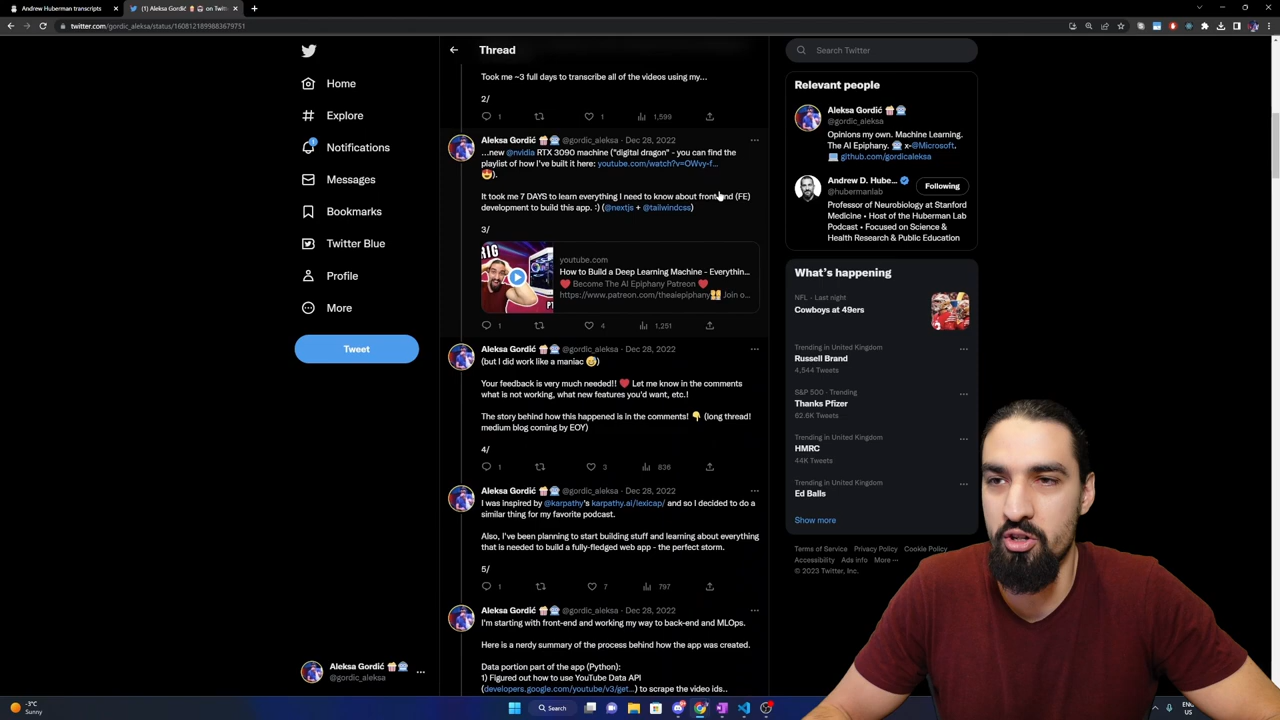 Andrew Huberman transcripts
(1) Aleksa Gordić 🍿🤖 on Twit
twitter.com/gordic_aleksa/status/1608121899883679751
Home
Explore
1
Notifications
Messages
Bookmarks
Twitter Blue
Profile
More
Tweet
Aleksa Gordić 🍿🤖
@gordic_aleksa
Thread
Took me ~3 full days to transcribe all of the videos using my...
2/
1 1 1,599
Aleksa Gordić 🍿🤖 @gordic_aleksa · Dec 28, 2022
...new @nvidia RTX 3090 machine ("digital dragon" - you can find the
playlist of how I've built it here: youtube.com/watch?v=OWvy-f...
🤩).
It took me 7 DAYS to learn everything I need to know about front-end (FE)
development to build this app. :) (@nextjs + @tailwindcss)
3/
RIG
youtube.com
How to Build a Deep Learning Machine - Everythin...
❤️ Become The AI Epiphany Patreon ❤️
https://www.patreon.com/theaiepiphany Join o...
1 4 1,251
Aleksa Gordić 🍿🤖 @gordic_aleksa · Dec 28, 2022
(but I did work like a maniac 🤣)
Your feedback is very much needed!! ❤️ Let me know in the comments
what is not working, what new features you'd want, etc.!
The story behind how this happened is in the comments! 👇 (long thread!
medium blog coming by EOY)
4/
1 3 836
Aleksa Gordić 🍿🤖 @gordic_aleksa · Dec 28, 2022
I was inspired by @karpathy's karpathy.ai/lexicap/ and so I decided to do a
similar thing for my favorite podcast.
Also, I've been planning to start building stuff and learning about everything
that is needed to build a fully-fledged web app - the perfect storm.
5/
1 7 797
Aleksa Gordić 🍿🤖 @gordic_aleksa · Dec 28, 2022
I'm starting with front-end and working my way to back-end and MLOps.
Here is a nerdy summary of the process behind how the app was created.
Data portion part of the app (Python):
1) Figured out how to use YouTube Data API
(developers.google.com/youtube/v3/get...) to scrape the video ids..
Search Twitter
Relevant people
Aleksa Gordić 🍿🤖
@gordic_aleksa
Opinions my own. Machine Learning.
The AI Epiphany. 🤖 x-@Microsoft.
💻 github.com/gordicaleksa
Andrew D. Hube...
@hubermanlab
Following
Professor of Neurobiology at Stanford
Medicine • Host of the Huberman Lab
Podcast • Focused on Science &
Health Research & Public Education
What's happening
NFL · Last night
Cowboys at 49ers
Trending in United Kingdom
Russell Brand
4,544 Tweets
S&P 500 · Trending
Thanks Pfizer
62.6K Tweets
Trending in United Kingdom
HMRC
44K Tweets
Trending in United Kingdom
Ed Balls
Show more
Terms of Service Privacy Policy Cookie Policy
Accessibility Ads info More ···
© 2023 Twitter, Inc.
-3°C
Sunny
Search
ENG
US